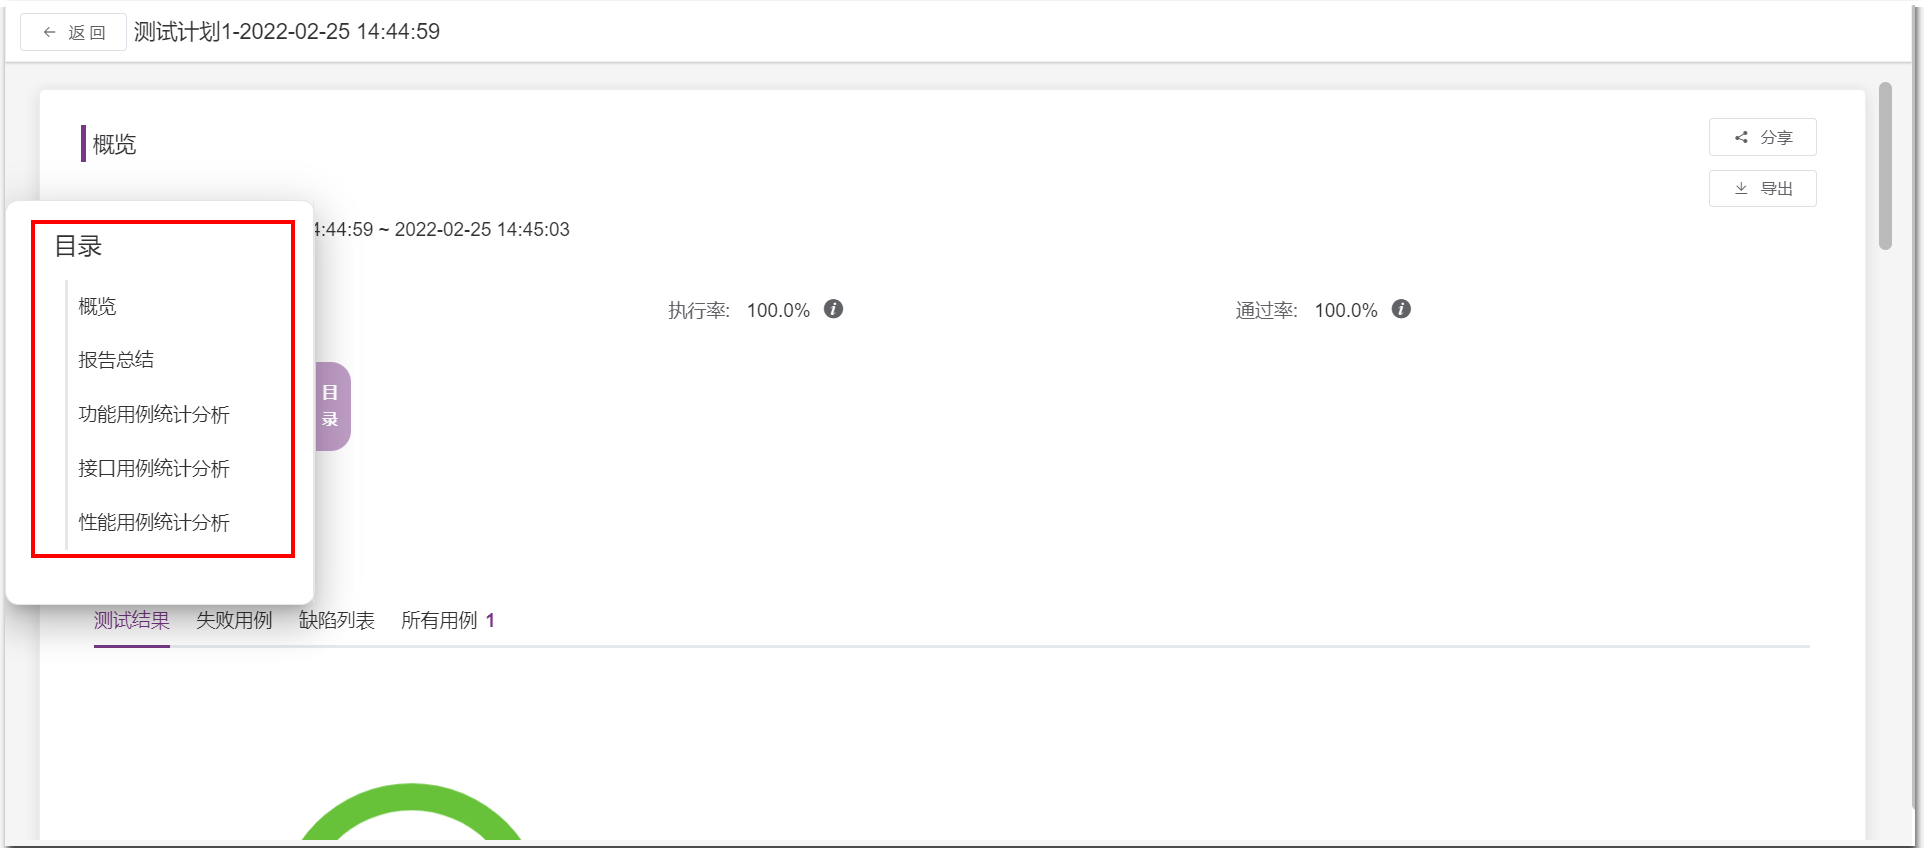 返 回 测试计划1-2022-02-25 14:44:59
概览
分享
导出
4:44:59 ~ 2022-02-25 14:45:03
目录
概览
报告总结
功能用例统计分析
接口用例统计分析
性能用例统计分析
执行率: 100.0%
通过率: 100.0%
目
录
测试结果 失败用例 缺陷列表 所有用例 1